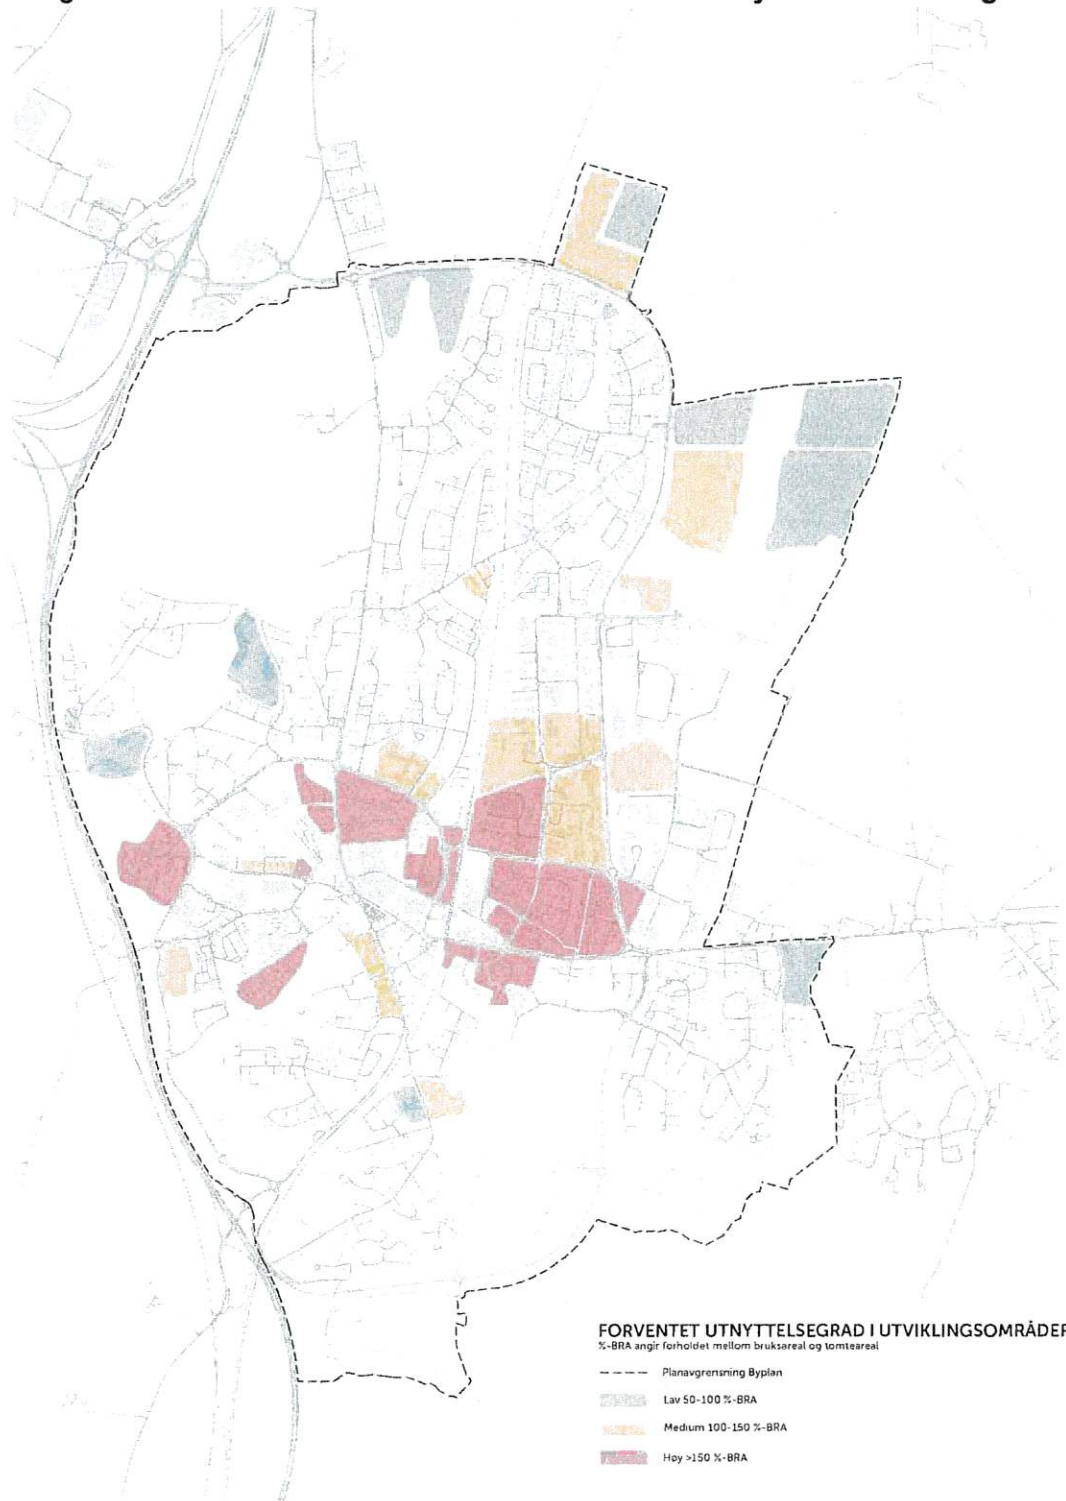 FORVENTET UTNYTTELSEGRAD I UTVIKLINGSOMRÅDER
%-BRA angir forholdet mellom bruksareal og tomteareal
Planavgrensning Byplan
Lav 50-100 %-BRA
Medium 100-150 %-BRA
Høy >150 %-BRA